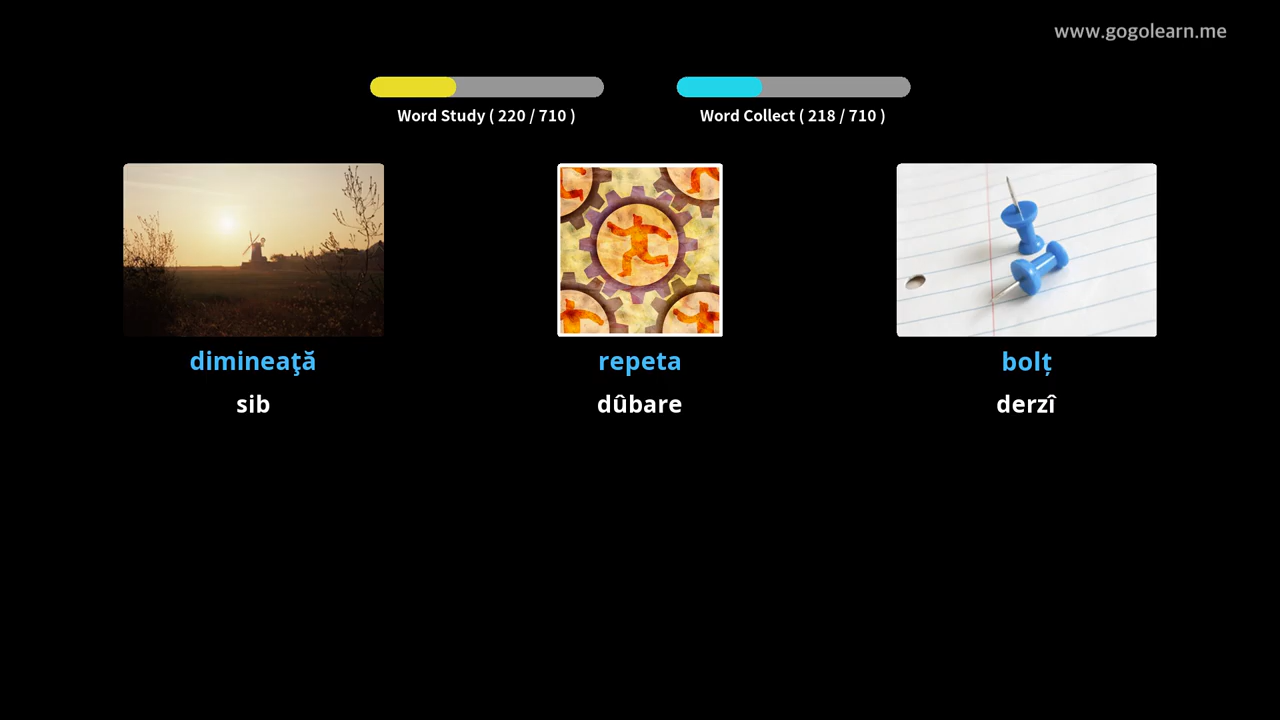 www.gogolearn.me
Word Study ( 220 / 710 )
Word Collect ( 218 / 710 )
dimineaţă
repeta
bolț
sib
dûbare
derzî